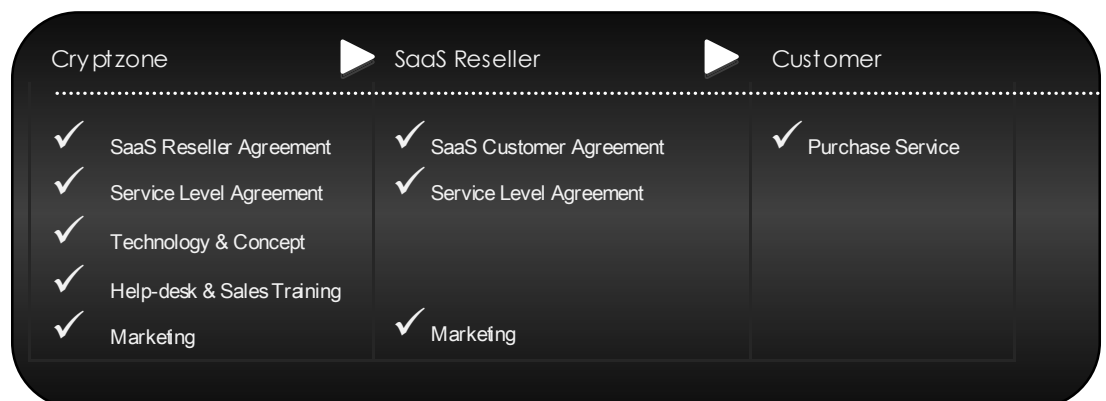 Cryptzone SaaS Reseller Customer
SaaS Reseller Agreement SaaS Customer Agreement Purchase Service
Service Level Agreement Service Level Agreement
Technology & Concept
Help-desk & Sales Training
Marketing Marketing